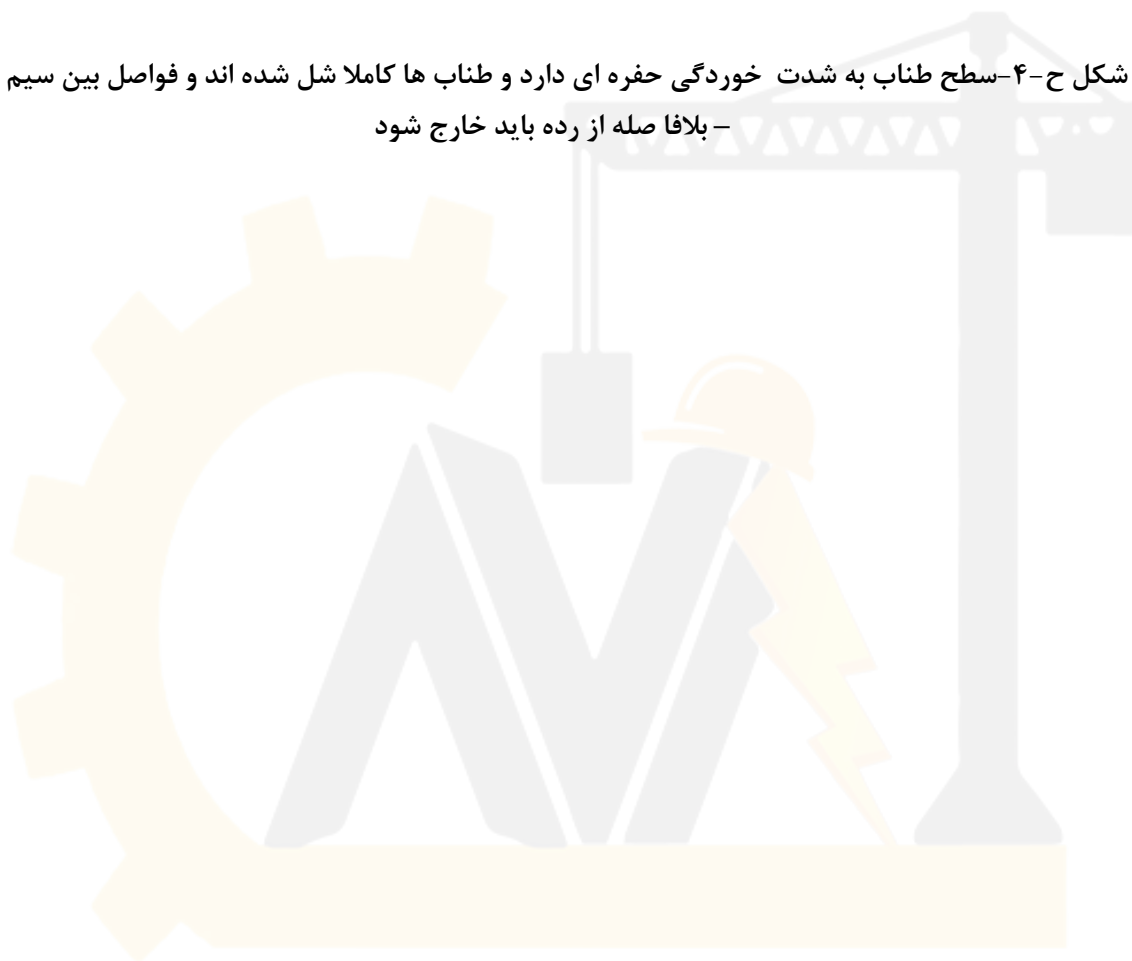 شکل ح-۴-سطح طناب به شدت خوردگی حفره ای دارد و طناب ها کاملا شل شده اند و فواصل بین سیم
– بلافا صله از رده باید خارج شود